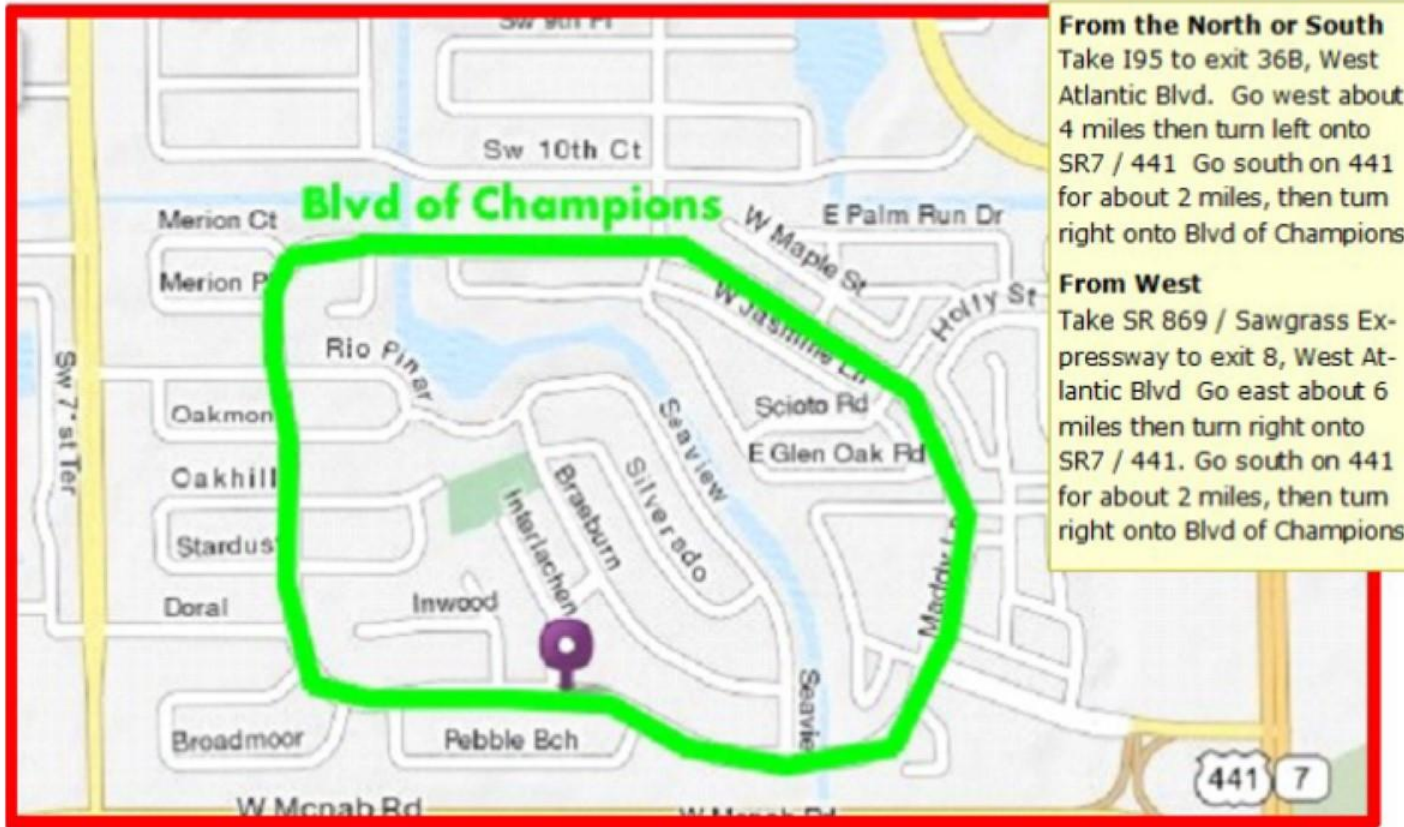 From the North or South
Take I95 to exit 36B, West
Atlantic Blvd. Go west about
4 miles then turn left onto
SR7 / 441 Go south on 441
for about 2 miles, then turn
right onto Blvd of Champions
From West
Take SR 869 / Sawgrass Ex-
pressway to exit 8, West At-
lantic Blvd Go east about 6
miles then turn right onto
SR7 / 441. Go south on 441
for about 2 miles, then turn
right onto Blvd of Champions
Sw 9th Pl
Sw 10th Ct
Blvd of Champions
Merion Ct
E Palm Run Dr
W Maple St
Merion P
Holly St
W Jasmine Ln
Rio Pinar
Sw 7
st Ter
Oakmon
Scioto Rd
Seaview
E Glen Oak Rd
Oakhill
Braeburn
Silverado
Interlachen
Stardus
Doral
Inwood
Maddy L
Seavie
Broadmoor
Pebble Bch
441
7
W Mcnab Rd
W Mcnab Rd